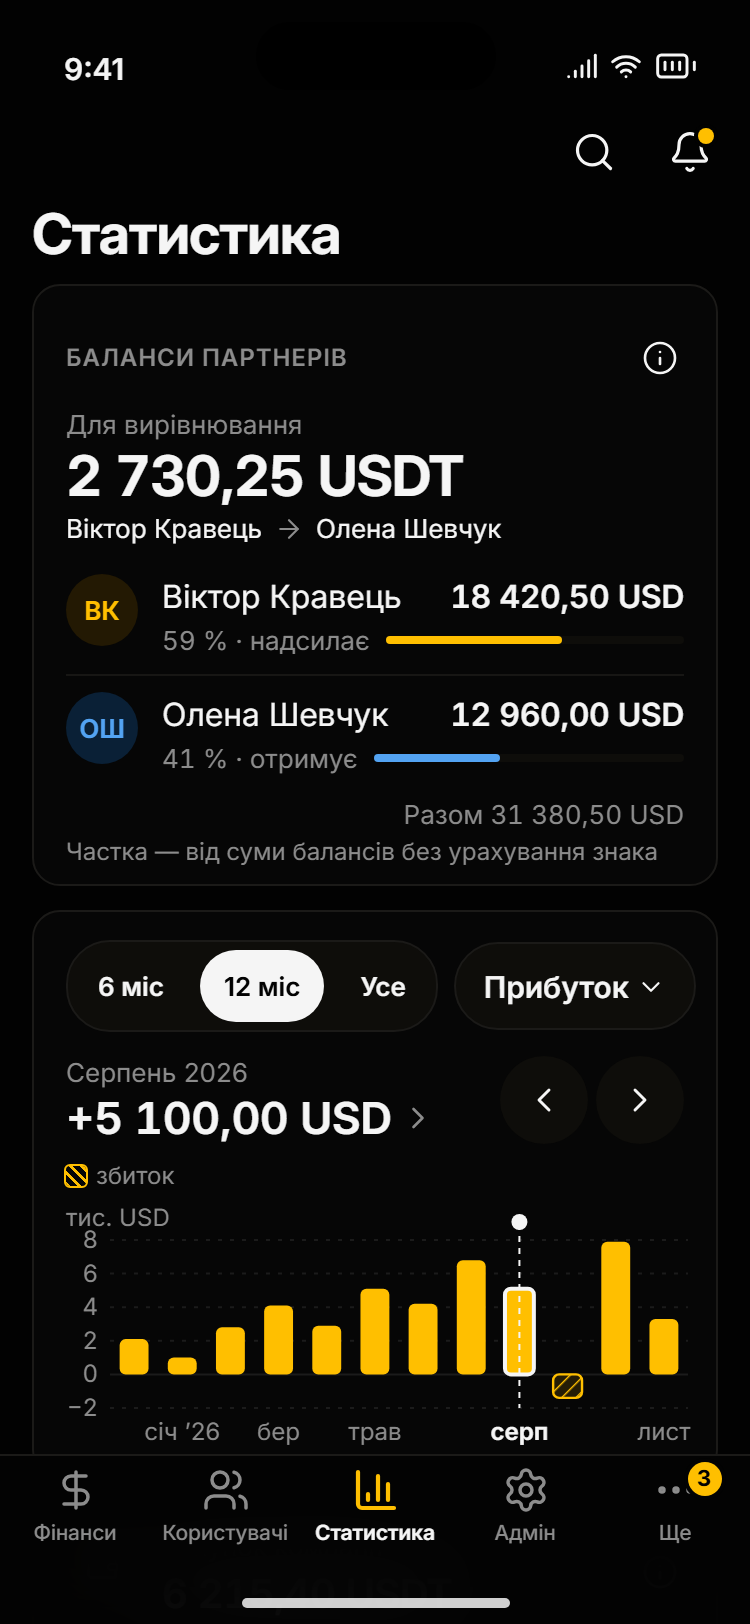 9:41
Статистика
БАЛАНСИ ПАРТНЕРІВ
Для вирівнювання
2 730,25 USDT
Віктор Кравець → Олена Шевчук
ВК
Віктор Кравець 18 420,50 USD
59 % · надсилає
ОШ
Олена Шевчук 12 960,00 USD
41 % · отримує
Разом 31 380,50 USD
Частка — від суми балансів без урахування знака
6 міс 12 міс Усе Прибуток
Серпень 2026
+5 100,00 USD
збиток
тис. USD
8
6
4
2
0
−2
січ ’26 бер трав серп лист
3
Фінанси Користувачі Статистика Адмін Ще
6 215,40 USDT